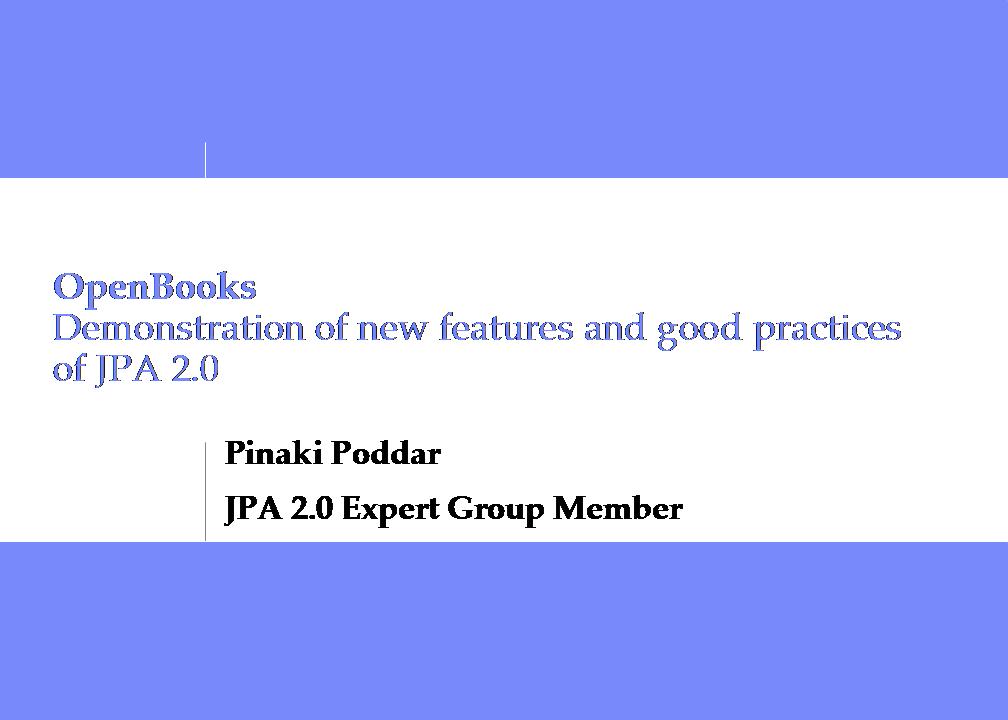 OpenBooks
Demonstration of new features and good practices
of JPA 2.0
Pinaki Poddar
JPA 2.0 Expert Group Member